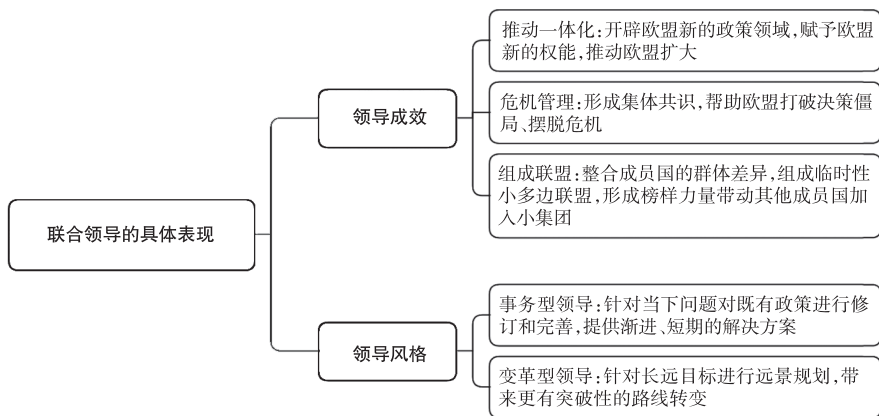 推动一体化:开辟欧盟新的政策领域,赋予欧盟
新的权能,推动欧盟扩大
领导成效
危机管理:形成集体共识,帮助欧盟打破决策僵
局、摆脱危机
组成联盟:整合成员国的群体差异,组成临时性
小多边联盟,形成榜样力量带动其他成员国加
入小集团
联合领导的具体表现
事务型领导:针对当下问题对既有政策进行修
订和完善,提供渐进、短期的解决方案
领导风格
变革型领导:针对长远目标进行远景规划,带
来更有突破性的路线转变